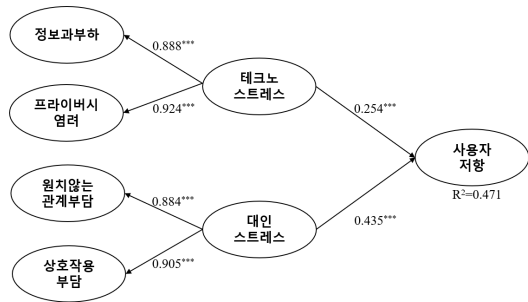 정보과부하
0.888***
테크노
스트레스
프라이버시
염려
0.924***
0.254***
사용자
저항
R²=0.471
원치않는
관계부담
0.884***
대인
스트레스
0.435***
상호작용
부담
0.905***